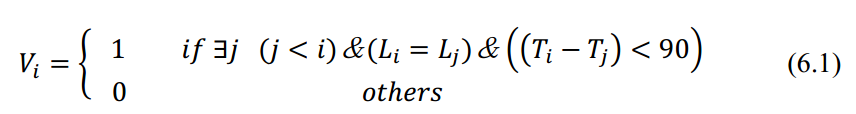 V_i = { 1 if ∃j (j < i) & (L_i = L_j) & ((T_i − T_j) < 90)
0 others (6.1)